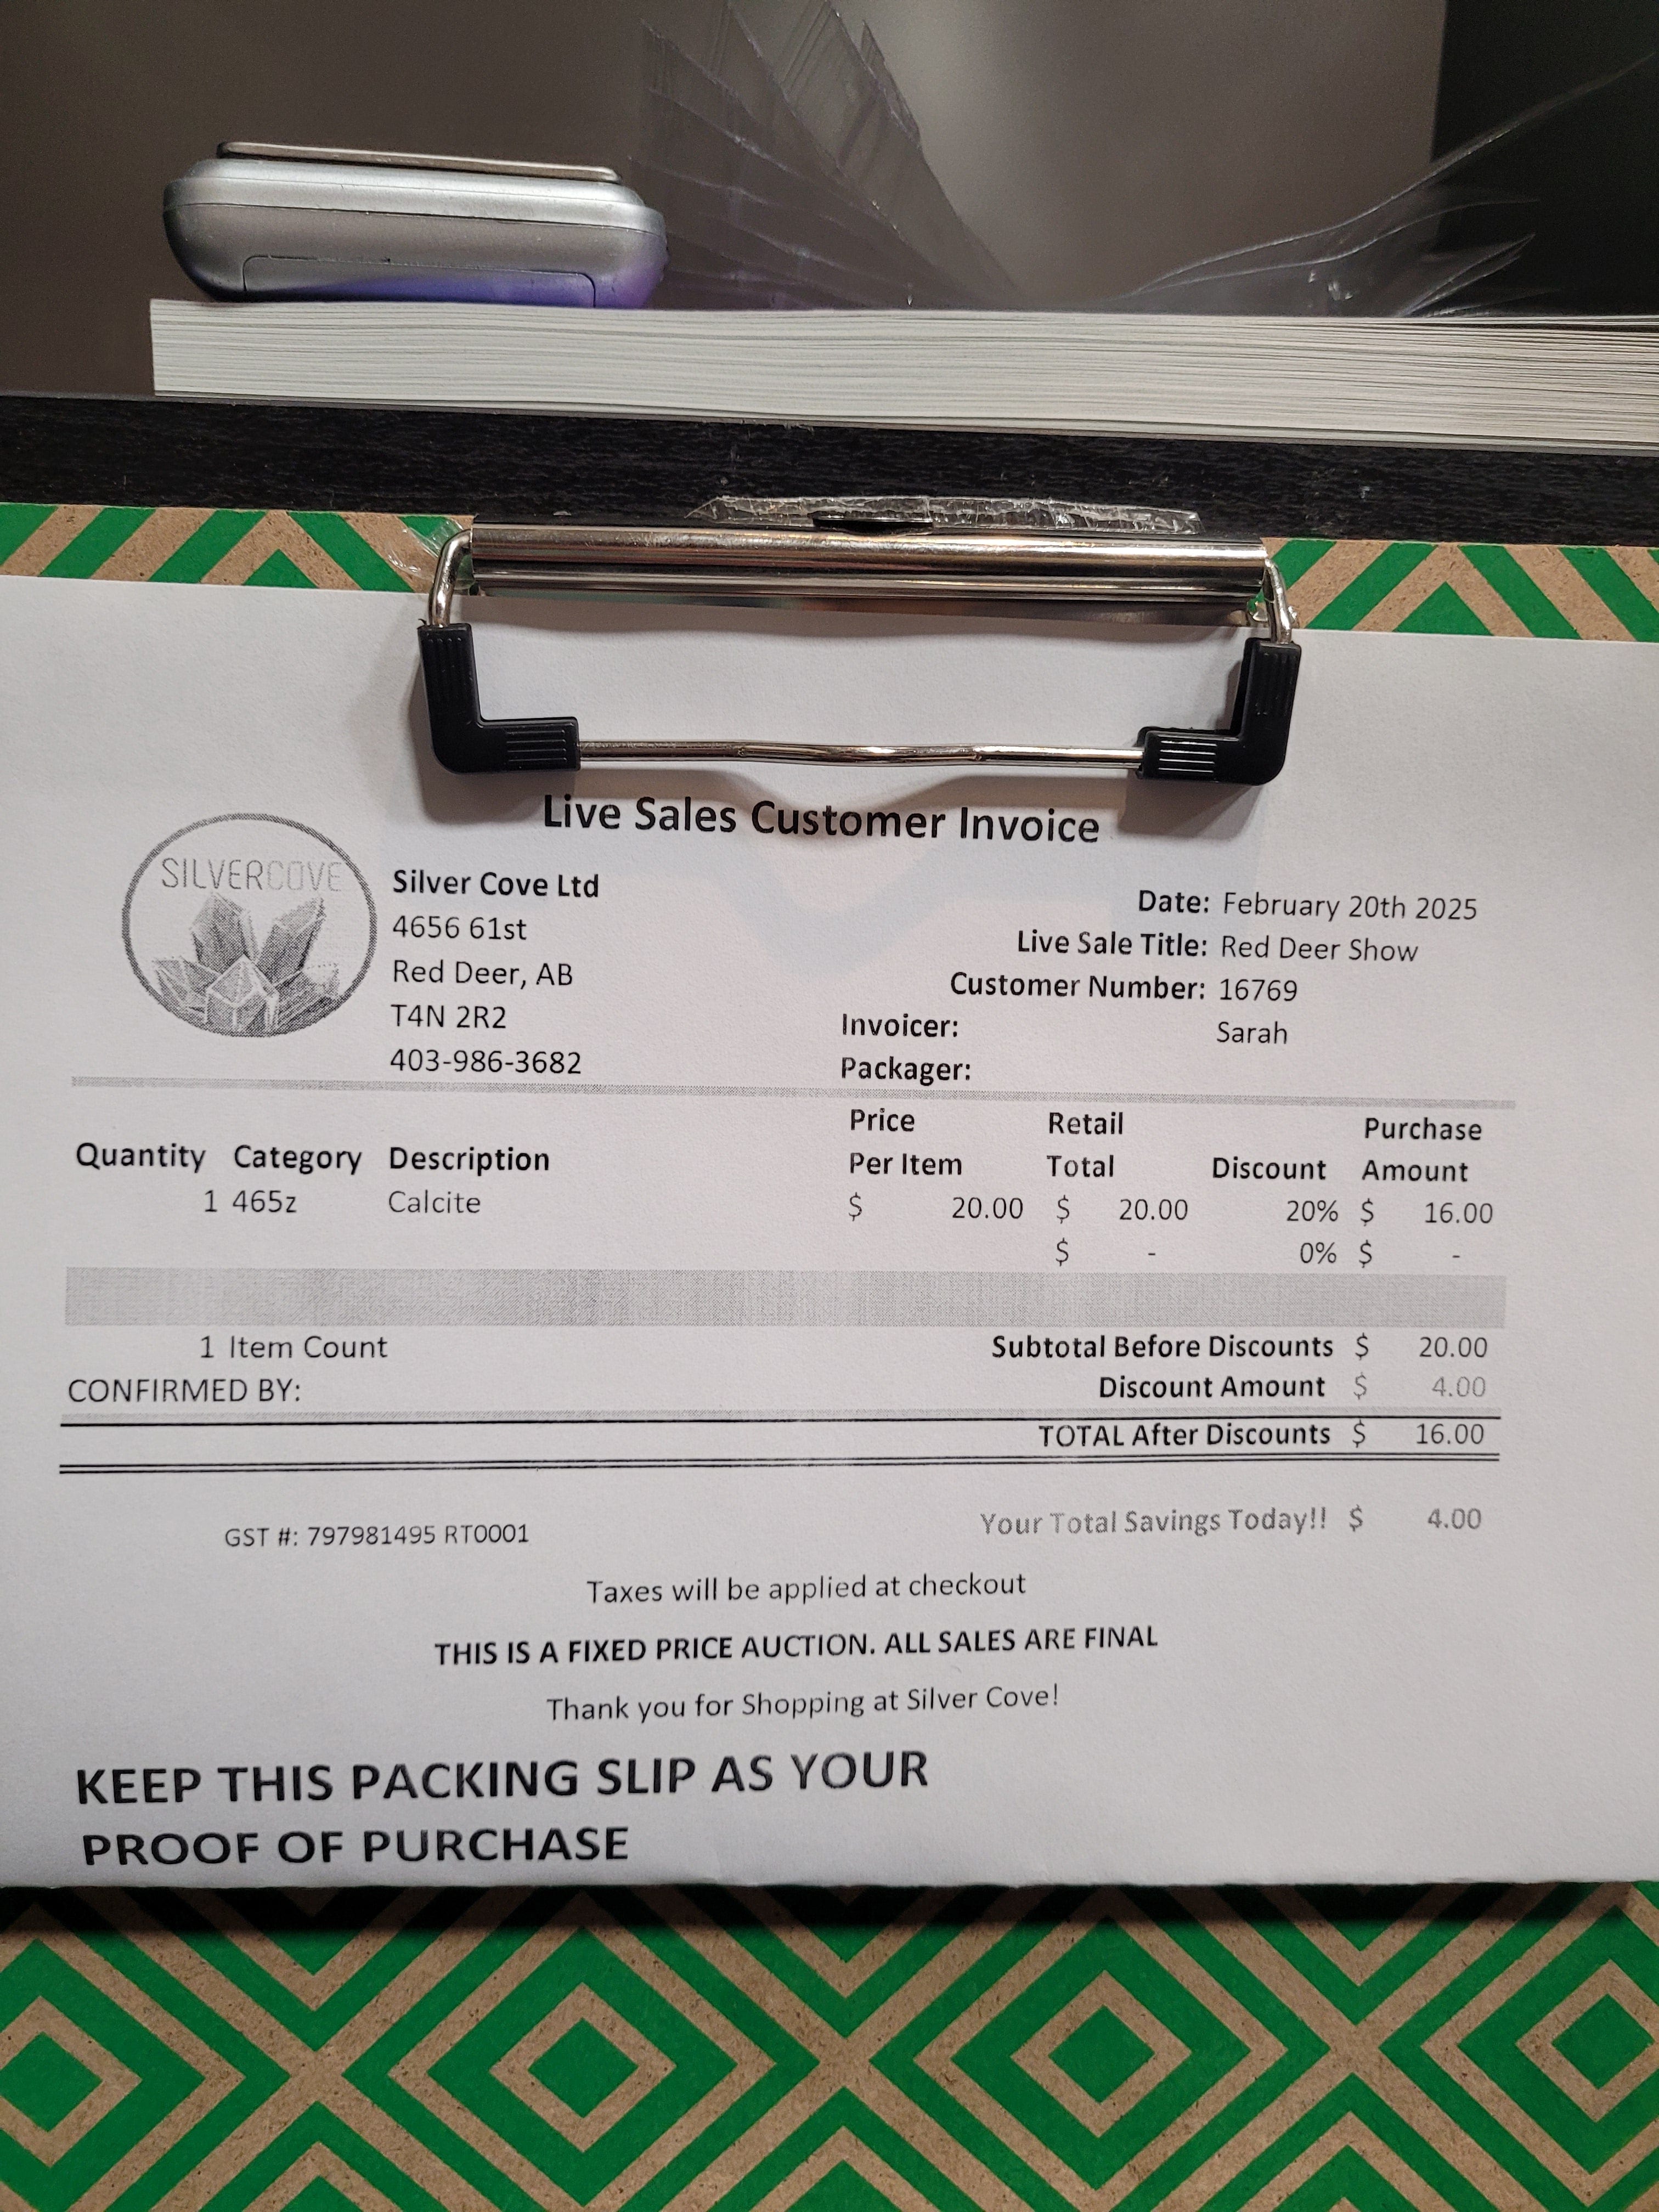 Live Sales Customer Invoice
SILVERCOVE
Silver Cove Ltd
4656 61st
Red Deer, AB
T4N 2R2
403-986-3682
Date: February 20th 2025
Live Sale Title: Red Deer Show
Customer Number: 16769
Invoicer: Sarah
Packager:
Quantity Category Description Price Per Item Retail Total Discount Purchase Amount
1 465z Calcite $ 20.00 $ 20.00 20% $ 16.00
$ - 0% $ -
1 Item Count Subtotal Before Discounts $ 20.00
CONFIRMED BY: Discount Amount $ 4.00
TOTAL After Discounts $ 16.00
GST #: 797981495 RT0001 Your Total Savings Today!! $ 4.00
Taxes will be applied at checkout
THIS IS A FIXED PRICE AUCTION. ALL SALES ARE FINAL
Thank you for Shopping at Silver Cove!
KEEP THIS PACKING SLIP AS YOUR
PROOF OF PURCHASE